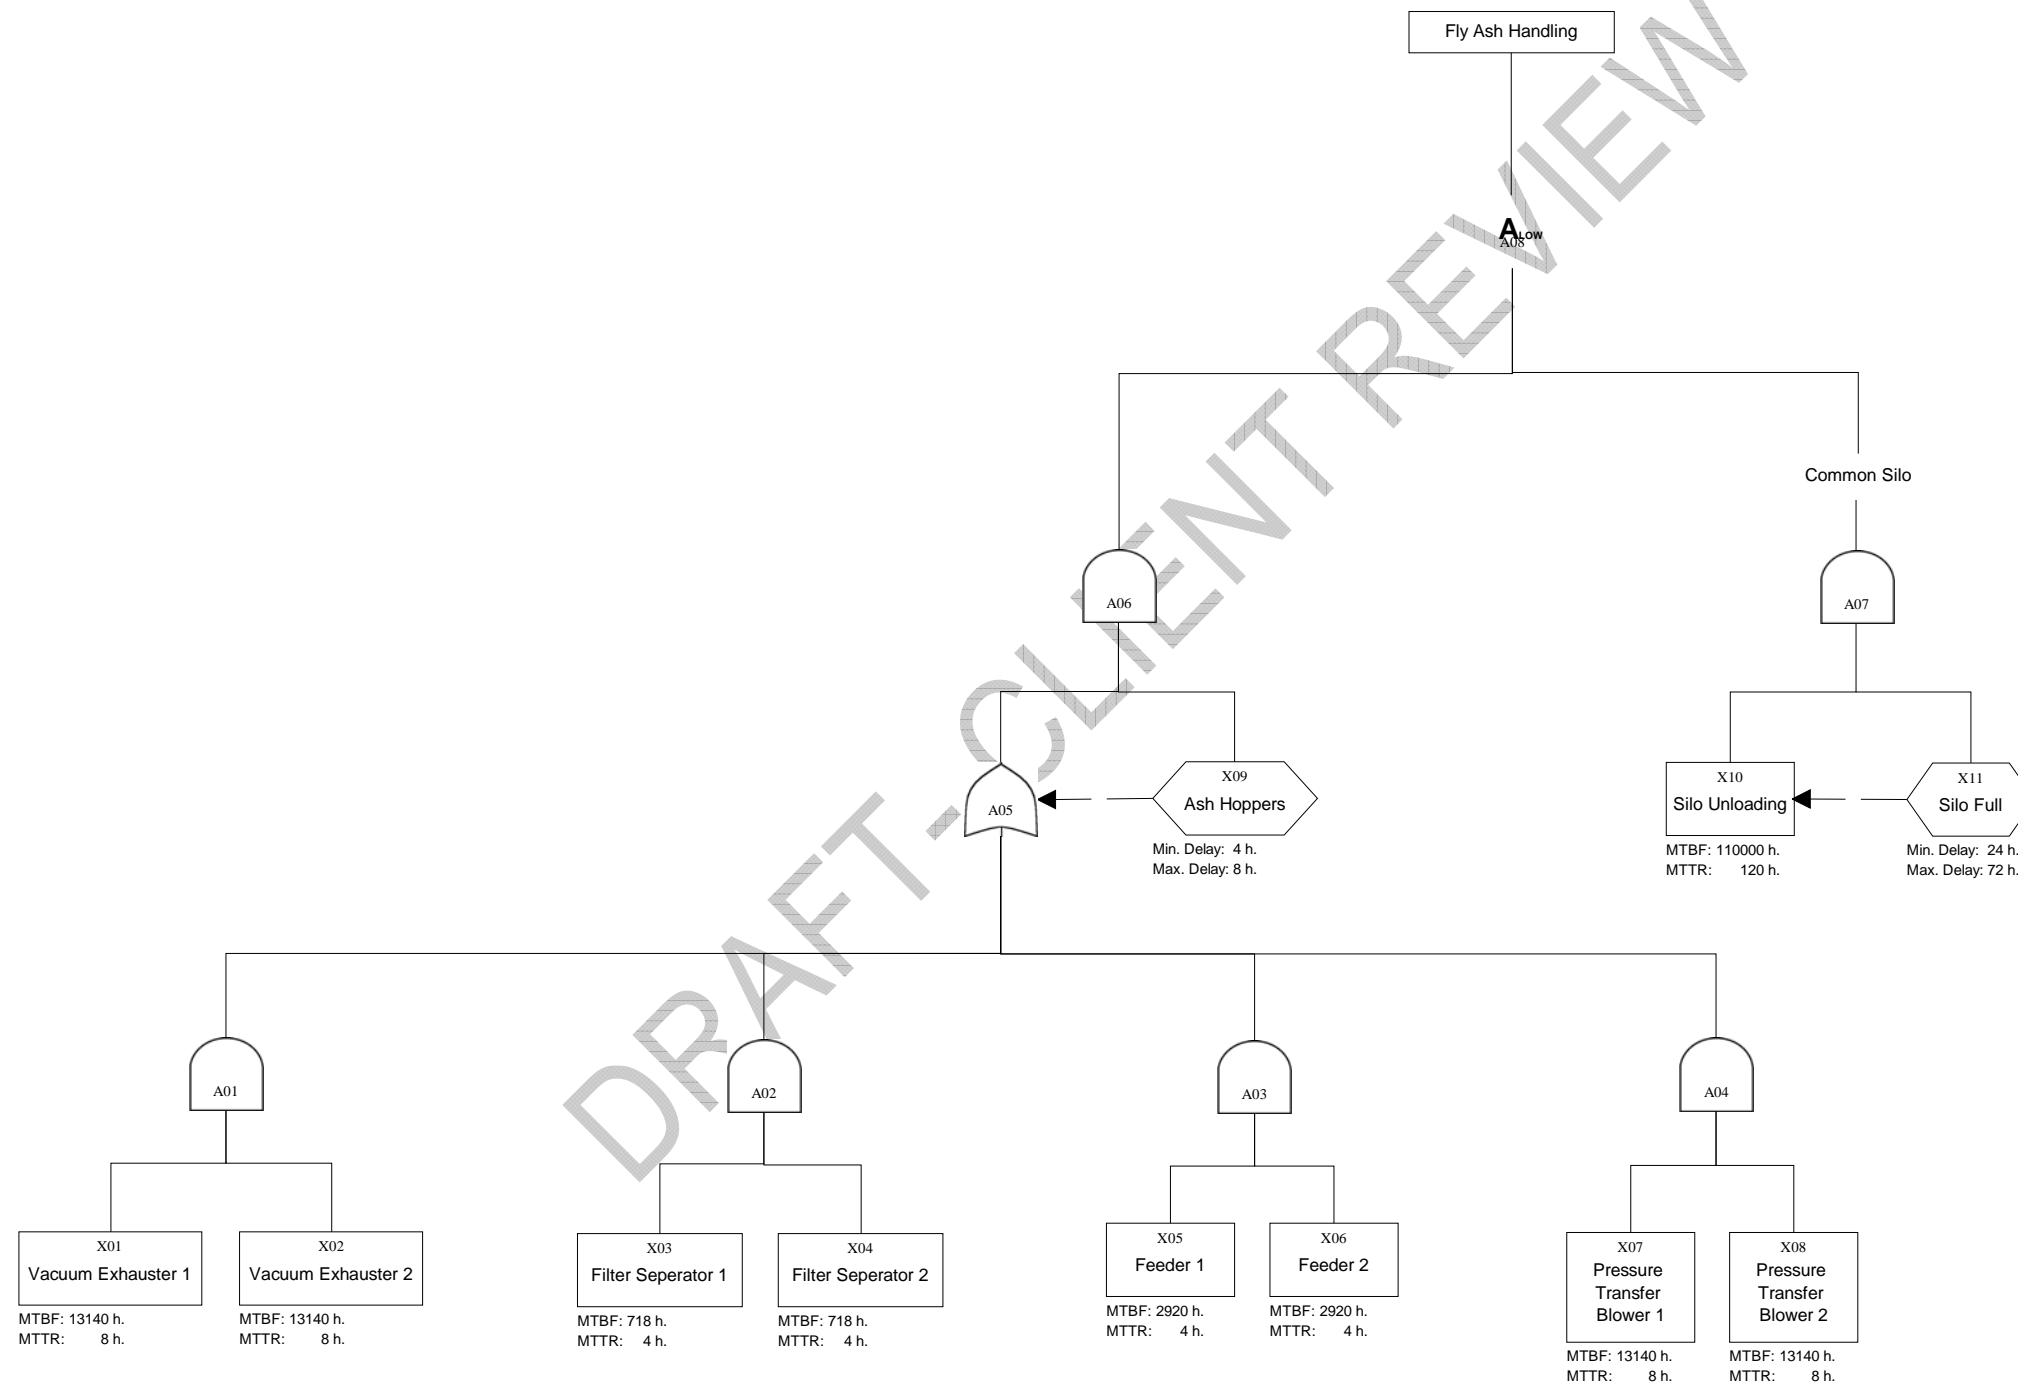 Fly Ash Handling
DRAFT - CLIENT REVIEW
ALOW
A08
Common Silo
A06
A07
X09
Ash Hoppers
A05
Min. Delay: 4 h.
Max. Delay: 8 h.
X10
Silo Unloading
MTBF: 110000 h.
MTTR: 120 h.
X11
Silo Full
Min. Delay: 24 h.
Max. Delay: 72 h.
A01
A02
A03
A04
X01
Vacuum Exhauster 1
MTBF: 13140 h.
MTTR: 8 h.
X02
Vacuum Exhauster 2
MTBF: 13140 h.
MTTR: 8 h.
X03
Filter Seperator 1
MTBF: 718 h.
MTTR: 4 h.
X04
Filter Seperator 2
MTBF: 718 h.
MTTR: 4 h.
X05
Feeder 1
MTBF: 2920 h.
MTTR: 4 h.
X06
Feeder 2
MTBF: 2920 h.
MTTR: 4 h.
X07
Pressure
Transfer
Blower 1
MTBF: 13140 h.
MTTR: 8 h.
X08
Pressure
Transfer
Blower 2
MTBF: 13140 h.
MTTR: 8 h.